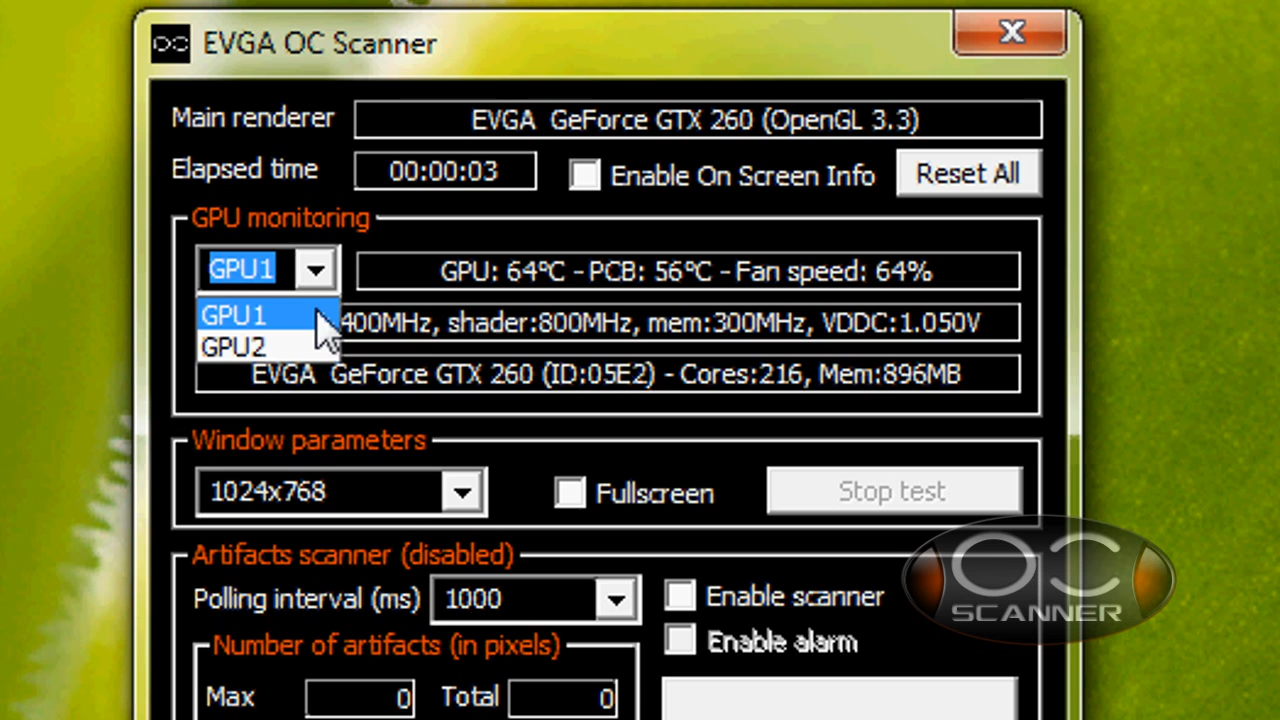 OC EVGA OC Scanner X
Main renderer EVGA GeForce GTX 260 (OpenGL 3.3)
Elapsed time 00:00:03 Enable On Screen Info Reset All
GPU monitoring
GPU1 GPU: 64°C - PCB: 56°C - Fan speed: 64%
GPU1 400MHz, shader:800MHz, mem:300MHz, VDDC:1.050V
GPU2
EVGA GeForce GTX 260 (ID:05E2) - Cores:216, Mem:896MB
Window parameters
1024x768 Fullscreen Stop test
Artifacts scanner (disabled)
Polling interval (ms) 1000 Enable scanner
OC
SCANNER
Enable alarm
Number of artifacts (in pixels)
Max 0 Total 0